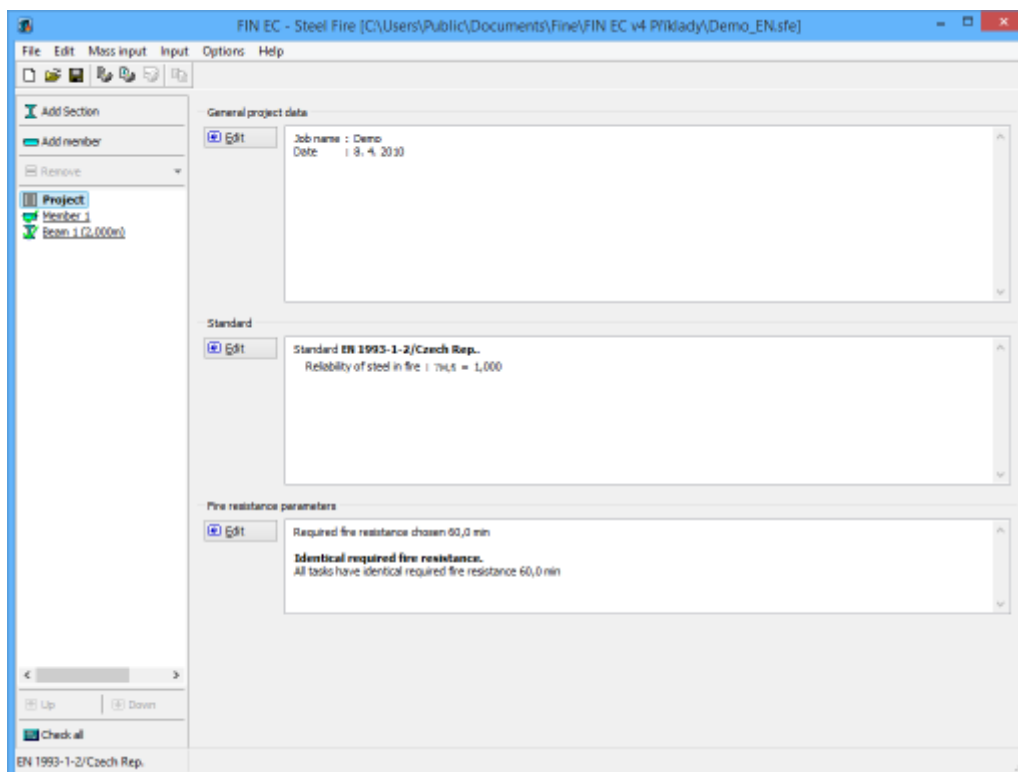 FIN EC - Steel Fire [C:\Users\Public\Documents\Fine\FIN EC v4 Příklady\Demo_EN.sfe]
File Edit Mass input Input Options Help
Add Section
Add member
Remove
Project
Member 1
Beam 1 (2,000m)
General project data
Edit
Job name : Demo
Date : 8. 4. 2010
Standard
Edit
Standard EN 1993-1-2/Czech Rep..
Reliability of steel in fire : = 1,000
Fire resistance parameters
Edit
Required fire resistance chosen 60,0 min
Identical required fire resistance.
All tasks have identical required fire resistance 60,0 min
Up Down
Check all
EN 1993-1-2/Czech Rep.